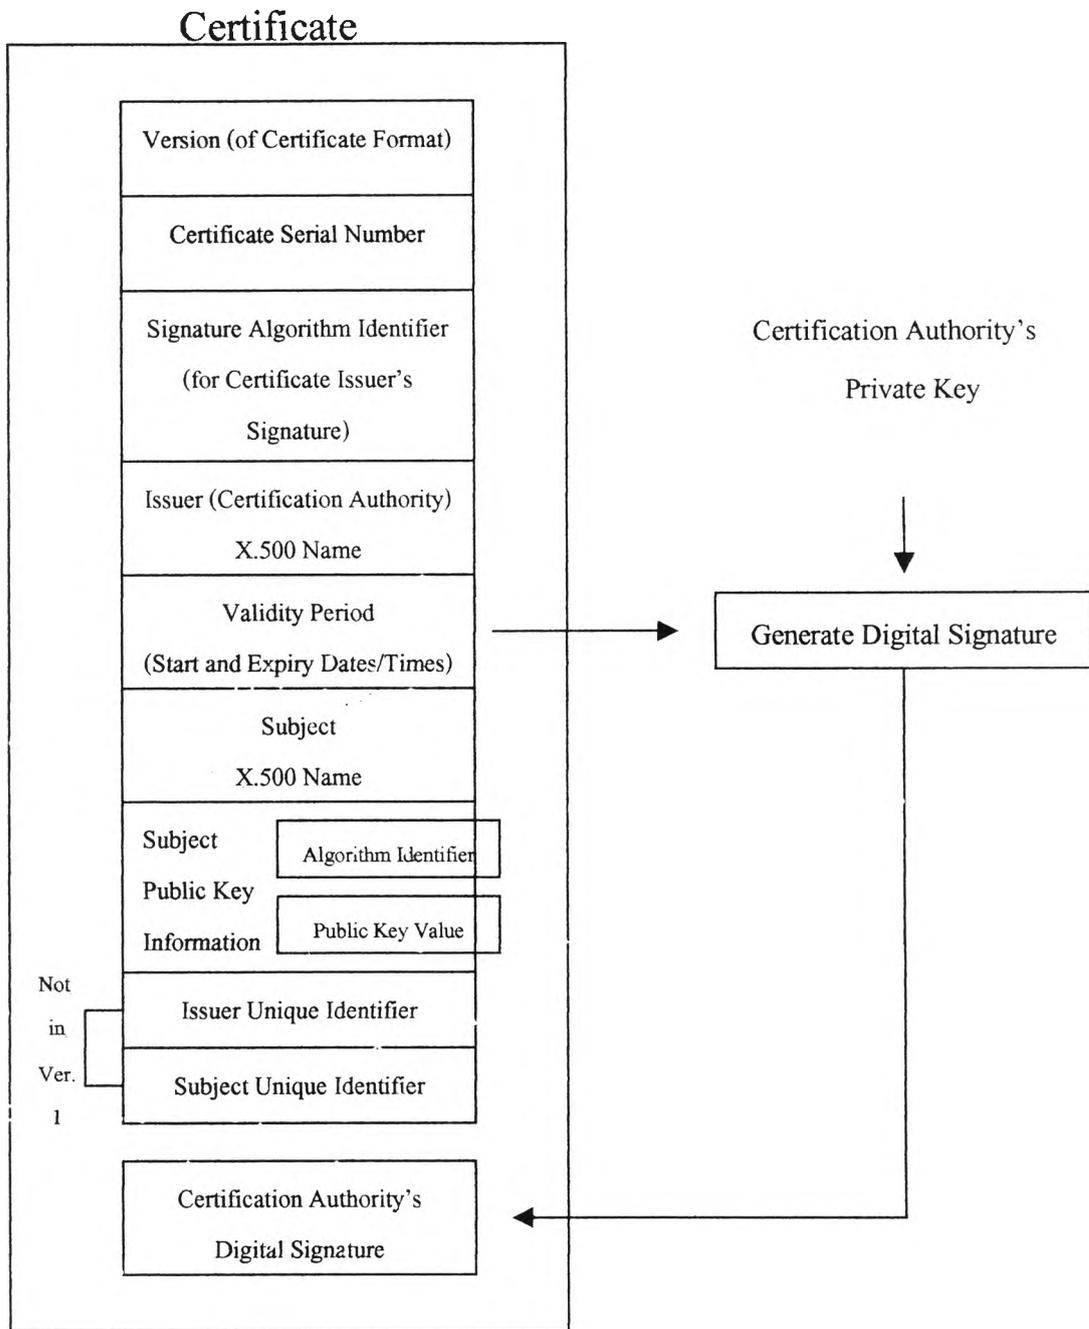 Certificate
Version (of Certificate Format)
Certificate Serial Number
Signature Algorithm Identifier
(for Certificate Issuer's
Signature)
Issuer (Certification Authority)
X.500 Name
Validity Period
(Start and Expiry Dates/Times)
Subject
X.500 Name
Subject
Public Key
Information
Algorithm Identifier
Public Key Value
Not
in
Ver.
1
Issuer Unique Identifier
Subject Unique Identifier
Certification Authority's
Digital Signature
Certification Authority's
Private Key
Generate Digital Signature